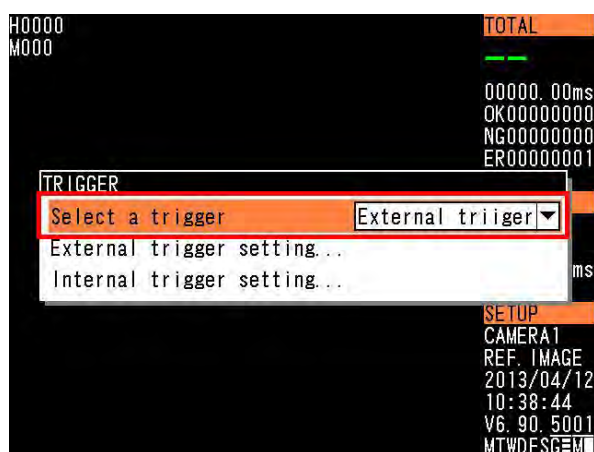 H0000
M000
TOTAL
--
00000.00ms
OK00000000
NG00000000
ER00000001
TRIGGER
Select a trigger External triiger
External trigger setting...
Internal trigger setting...
ms
SETUP
CAMERA1
REF. IMAGE
2013/04/12
10:38:44
V6.90.5001